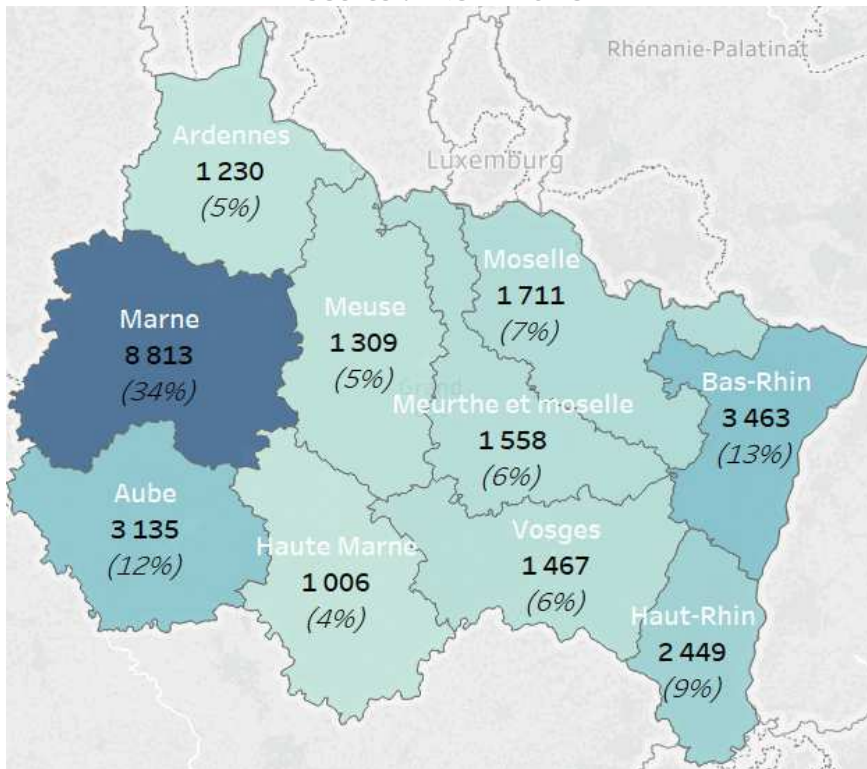 Rhénanie-Palatinat
Ardennes
1 230
(5%)
Luxemburg
Marne
8 813
(34%)
Meuse
1 309
(5%)
Moselle
1 711
(7%)
Grand
Meurthe et moselle
1 558
(6%)
Bas-Rhin
3 463
(13%)
Aube
3 135
(12%)
Haute Marne
1 006
(4%)
Vosges
1 467
(6%)
Haut-Rhin
2 449
(9%)